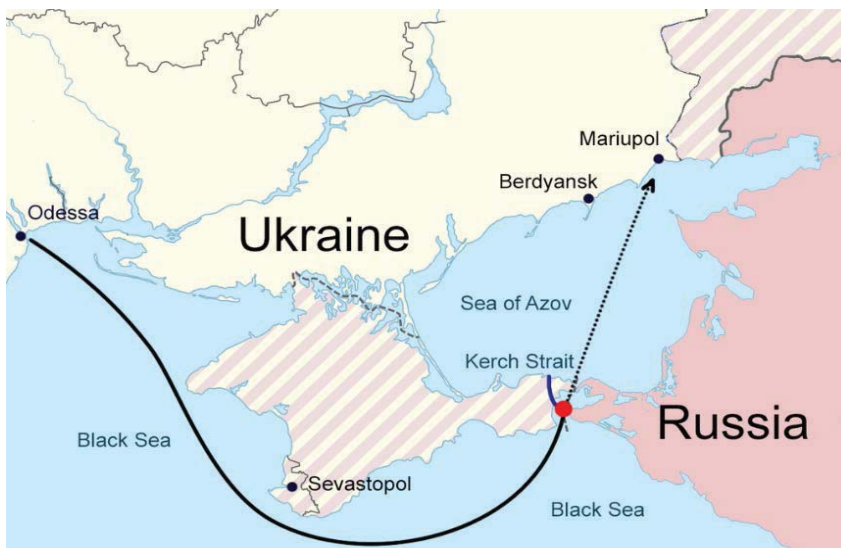 Mariupol
Berdyansk
Odessa
Ukraine
Sea of Azov
Kerch Strait
Russia
Black Sea
Sevastopol
Black Sea